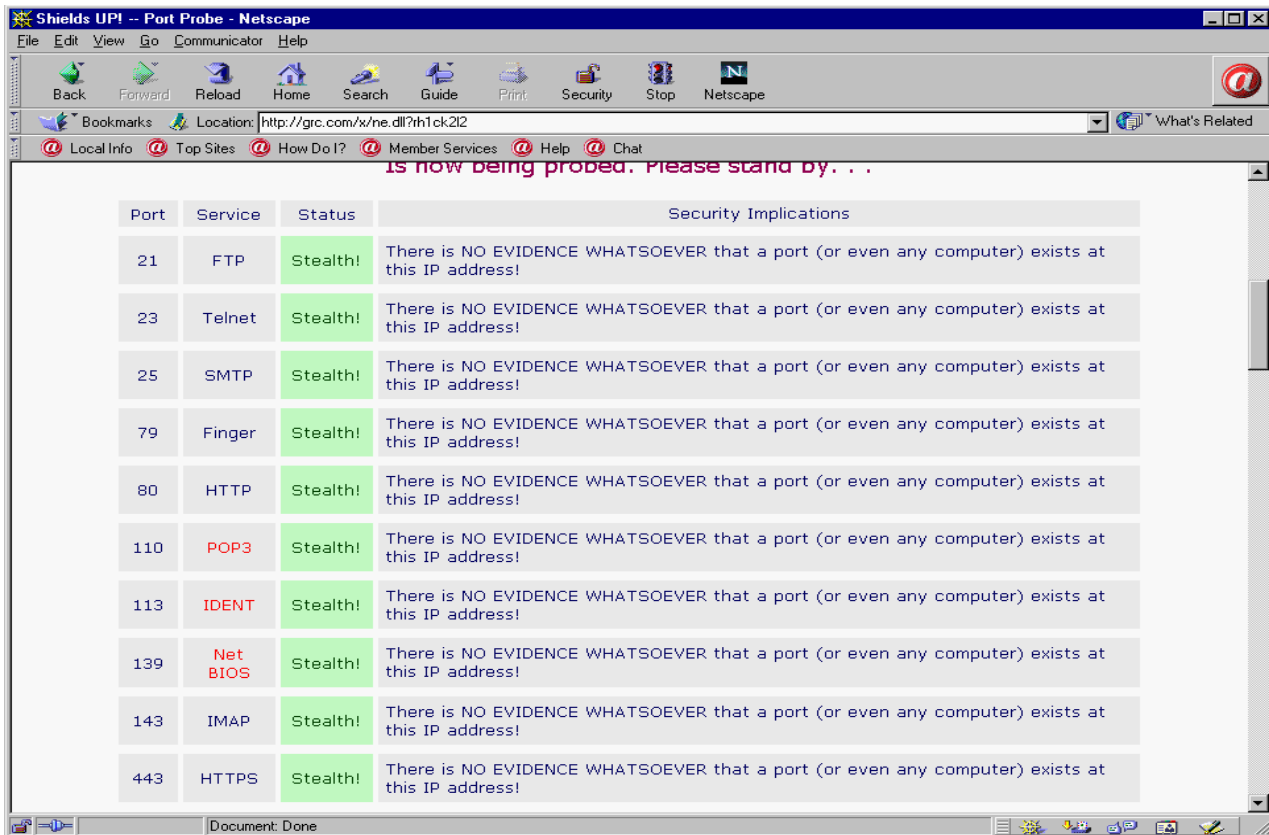 Shields UP! -- Port Probe - Netscape
File Edit View Go Communicator Help
Back Forward Reload Home Search Guide Print Security Stop Netscape
Bookmarks Location: http://grc.com/x/ne.dll?rh1ck2l2 What's Related
Local Info Top Sites How Do I? Member Services Help Chat
Is now being probed. Please stand by. . .
Port Service Status Security Implications
21 FTP Stealth! There is NO EVIDENCE WHATSOEVER that a port (or even any computer) exists at
this IP address!
23 Telnet Stealth! There is NO EVIDENCE WHATSOEVER that a port (or even any computer) exists at
this IP address!
25 SMTP Stealth! There is NO EVIDENCE WHATSOEVER that a port (or even any computer) exists at
this IP address!
79 Finger Stealth! There is NO EVIDENCE WHATSOEVER that a port (or even any computer) exists at
this IP address!
80 HTTP Stealth! There is NO EVIDENCE WHATSOEVER that a port (or even any computer) exists at
this IP address!
110 POP3 Stealth! There is NO EVIDENCE WHATSOEVER that a port (or even any computer) exists at
this IP address!
113 IDENT Stealth! There is NO EVIDENCE WHATSOEVER that a port (or even any computer) exists at
this IP address!
139 Net BIOS Stealth! There is NO EVIDENCE WHATSOEVER that a port (or even any computer) exists at
this IP address!
143 IMAP Stealth! There is NO EVIDENCE WHATSOEVER that a port (or even any computer) exists at
this IP address!
443 HTTPS Stealth! There is NO EVIDENCE WHATSOEVER that a port (or even any computer) exists at
this IP address!
Document: Done